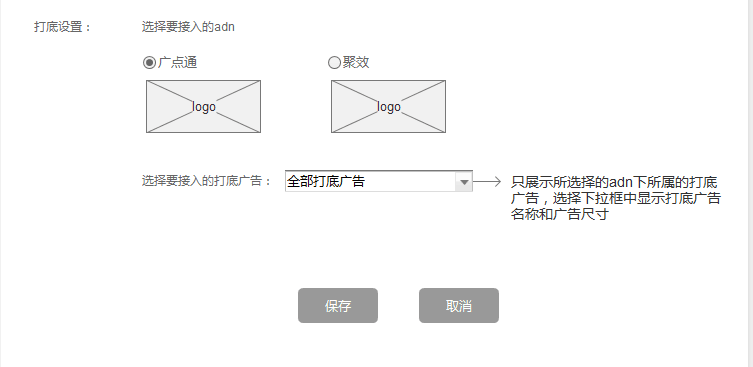 打底设置： 选择要接入的adn
广点通 聚效
logo logo
选择要接入的打底广告： 全部打底广告
只展示所选择的adn下所属的打底
广告，选择下拉框中显示打底广告
名称和广告尺寸
保存 取消